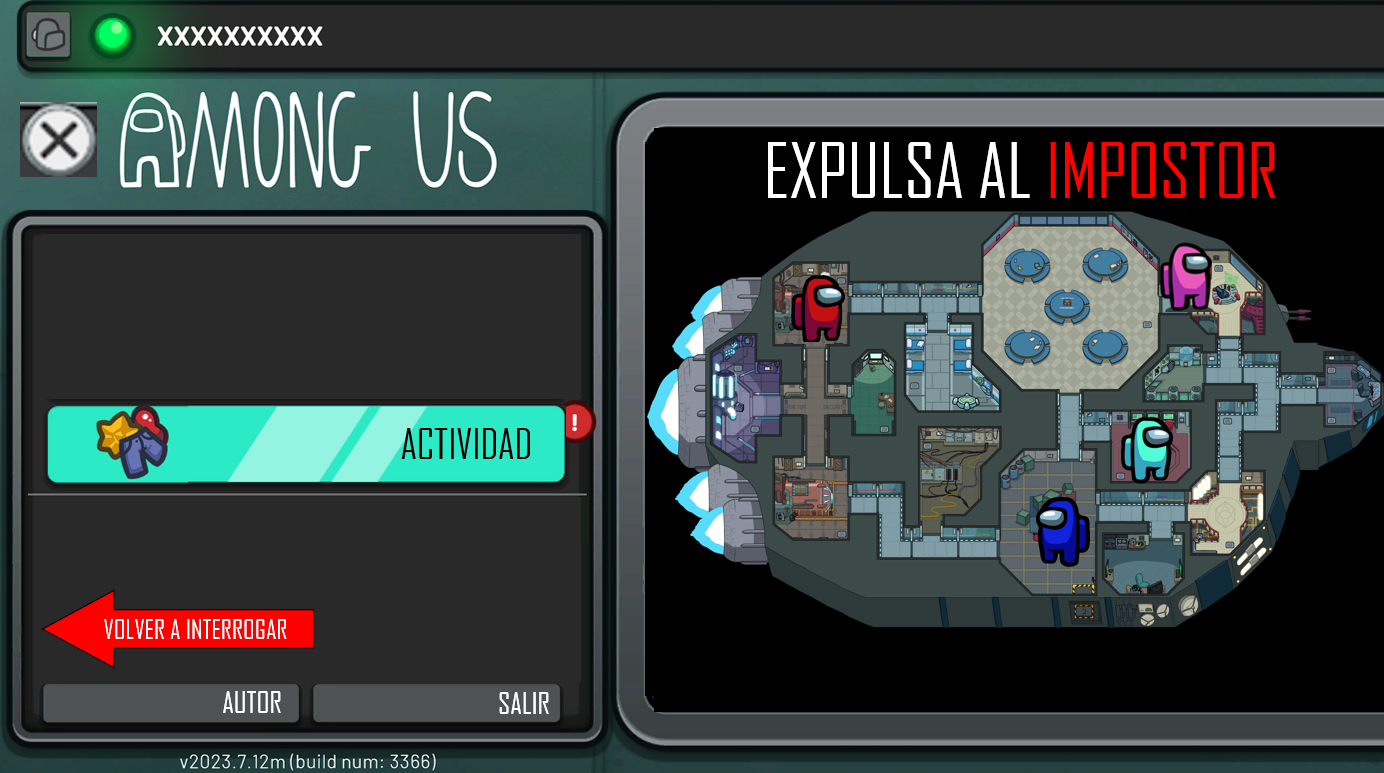 XXXXXXXXXX
AMONG US
EXPULSA AL IMPOSTOR
ACTIVIDAD
!
VOLVER A INTERROGAR
AUTOR
SALIR
v2023.7.12m (build num: 3366)